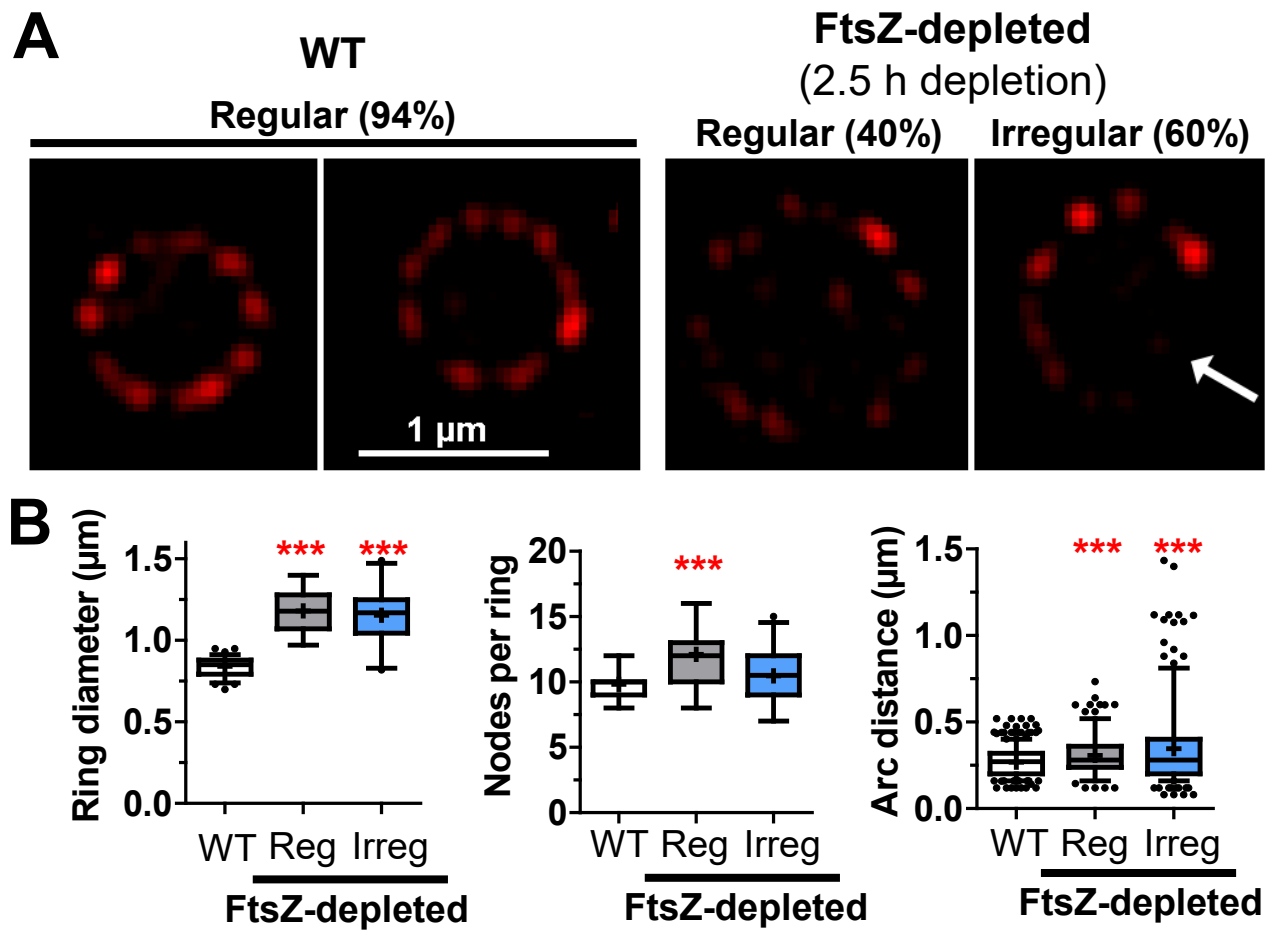 A
WT
FtsZ-depleted
(2.5 h depletion)
Regular (94%)
Regular (40%)
Irregular (60%)
1 µm
B
Ring diameter (µm)
1.5
1.0
0.5
0.0
***
***
WT
Reg
Irreg
FtsZ-depleted
Nodes per ring
20
15
10
5
0
***
WT
Reg
Irreg
FtsZ-depleted
Arc distance (µm)
1.5
1.0
0.5
0.0
***
***
WT
Reg
Irreg
FtsZ-depleted